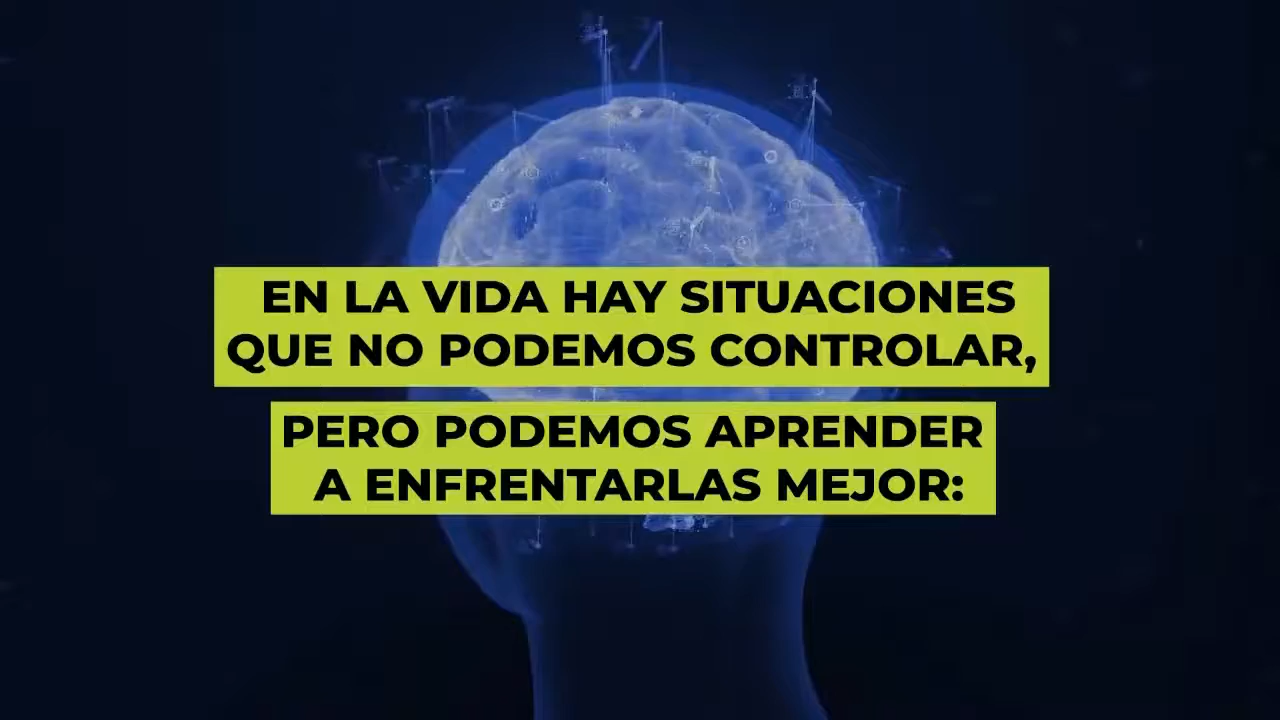 EN LA VIDA HAY SITUACIONES
QUE NO PODEMOS CONTROLAR,
PERO PODEMOS APRENDER
A ENFRENTARLAS MEJOR: